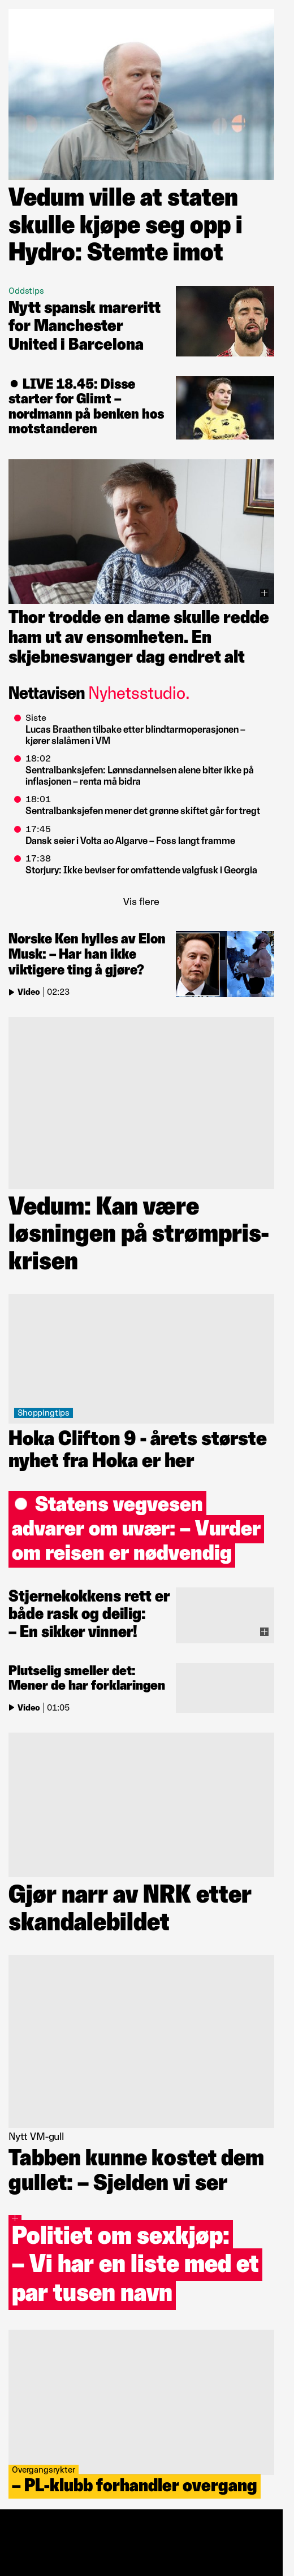 Vedum ville at staten
skulle kjøpe seg opp i
Hydro: Stemte imot
Oddstips
Nytt spansk mareritt
for Manchester
United i Barcelona
LIVE 18.45: Disse
starter for Glimt –
nordmann på benken hos
motstanderen
Thor trodde en dame skulle redde
ham ut av ensomheten. En
skjebnesvanger dag endret alt
Nettavisen Nyhetsstudio.
Siste
Lucas Braathen tilbake etter blindtarmoperasjonen –
kjører slalåmen i VM
18:02
Sentralbanksjefen: Lønnsdannelsen alene biter ikke på
inflasjonen – renta må bidra
18:01
Sentralbanksjefen mener det grønne skiftet går for tregt
17:45
Dansk seier i Volta ao Algarve – Foss langt framme
17:38
Storjury: Ikke beviser for omfattende valgfusk i Georgia
Vis flere
Norske Ken hylles av Elon
Musk: – Har han ikke
viktigere ting å gjøre?
Video | 02:23
Vedum: Kan være
løsningen på strømpris-
krisen
Shoppingtips
Hoka Clifton 9 - årets største
nyhet fra Hoka er her
Statens vegvesen
advarer om uvær: – Vurder
om reisen er nødvendig
Stjernekokkens rett er
både rask og deilig:
– En sikker vinner!
Plutselig smeller det:
Mener de har forklaringen
Video | 01:05
Gjør narr av NRK etter
skandalebildet
Nytt VM-gull
Tabben kunne kostet dem
gullet: – Sjelden vi ser
Politiet om sexkjøp:
– Vi har en liste med et
par tusen navn
Overgangsrykter
– PL-klubb forhandler overgang